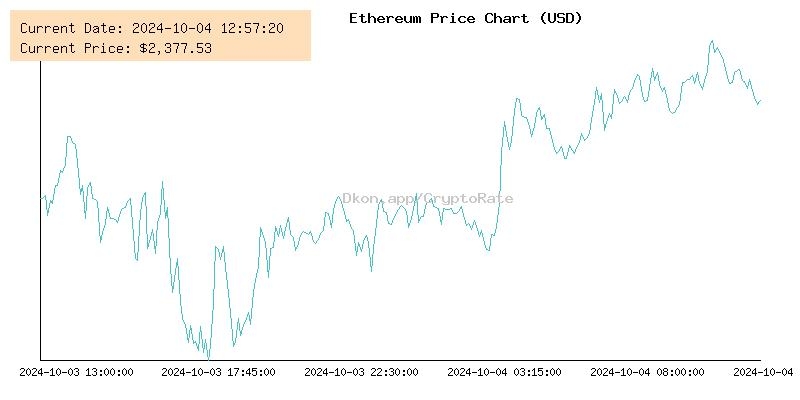 Ethereum Price Chart (USD)
Current Date: 2024-10-04 12:57:20
Current Price: $2,377.53
Dkon.app/CryptoRate
2024-10-03 13:00:00
2024-10-03 17:45:00
2024-10-03 22:30:00
2024-10-04 03:15:00
2024-10-04 08:00:00
2024-10-04